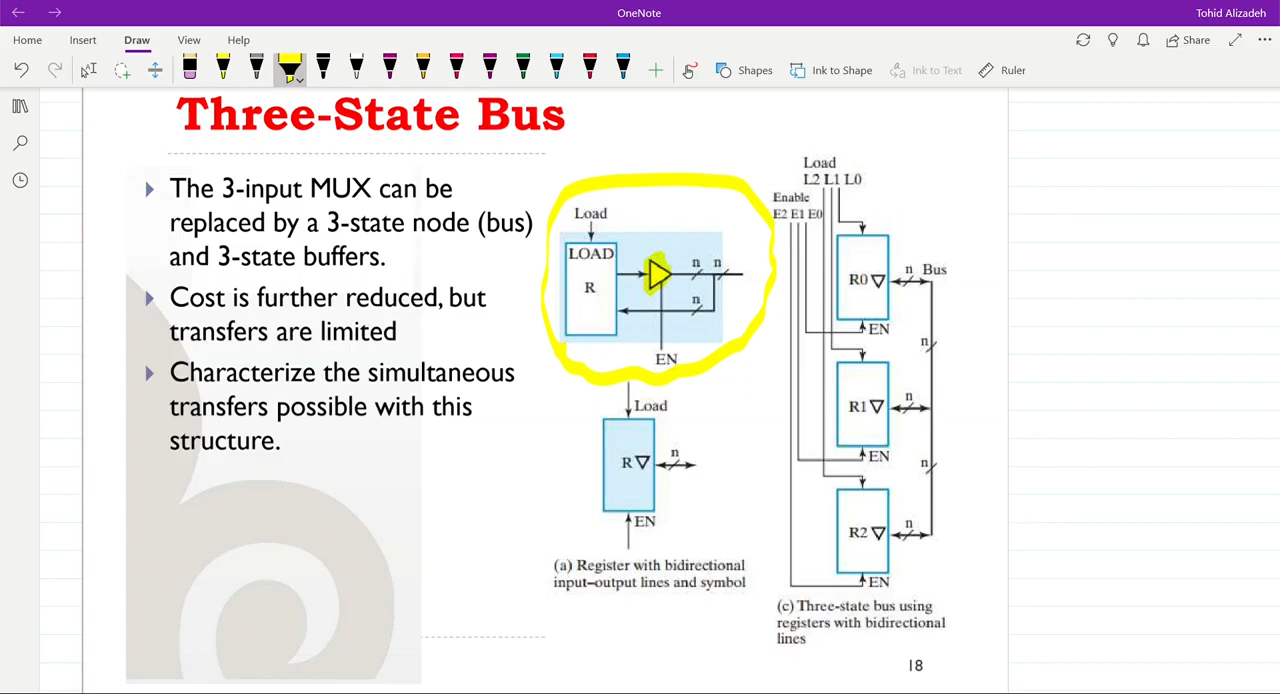 OneNote
Tohid Alizadeh
Home
Insert
Draw
View
Help
Share
Shapes
Ink to Shape
Ink to Text
Ruler
Three-State Bus
The 3-input MUX can be
replaced by a 3-state node (bus)
and 3-state buffers.
Cost is further reduced, but
transfers are limited
Characterize the simultaneous
transfers possible with this
structure.
Load
LOAD
R
n n
n
EN
Load
R
n
EN
(a) Register with bidirectional
input–output lines and symbol
Load
L2 L1 L0
Enable
E2 E1 E0
R0
n Bus
EN
n
R1
n
EN
n
R2
n
EN
(c) Three-state bus using
registers with bidirectional
lines
18